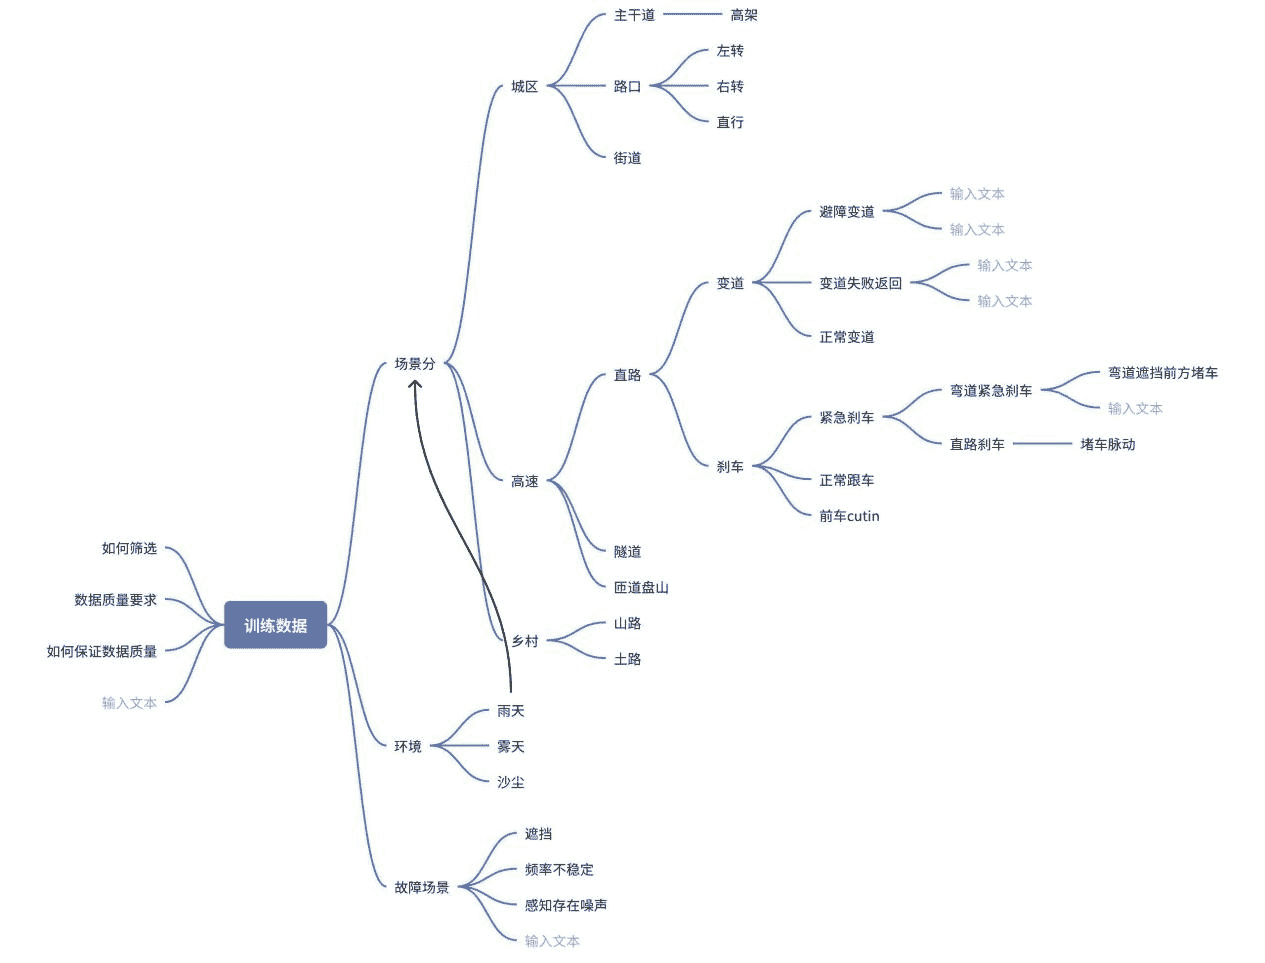 主干道
高架
左转
城区
路口
右转
直行
街道
输入文本
避障变道
输入文本
输入文本
变道
变道失败返回
输入文本
正常变道
场景分
直路
弯道遮挡前方堵车
弯道紧急刹车
输入文本
紧急刹车
直路刹车
堵车脉动
刹车
正常跟车
高速
前车cutin
隧道
匝道盘山
如何筛选
数据质量要求
训练数据
如何保证数据质量
输入文本
山路
乡村
土路
雨天
环境
雾天
沙尘
遮挡
频率不稳定
故障场景
感知存在噪声
输入文本